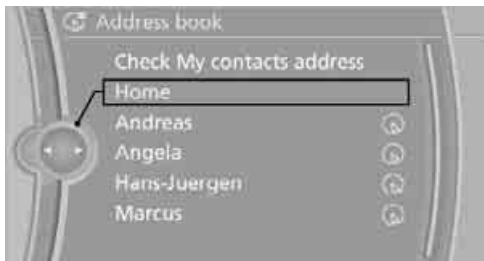 Address book
Check My contacts address
Home
Andreas
Angela
Hans-Juergen
Marcus